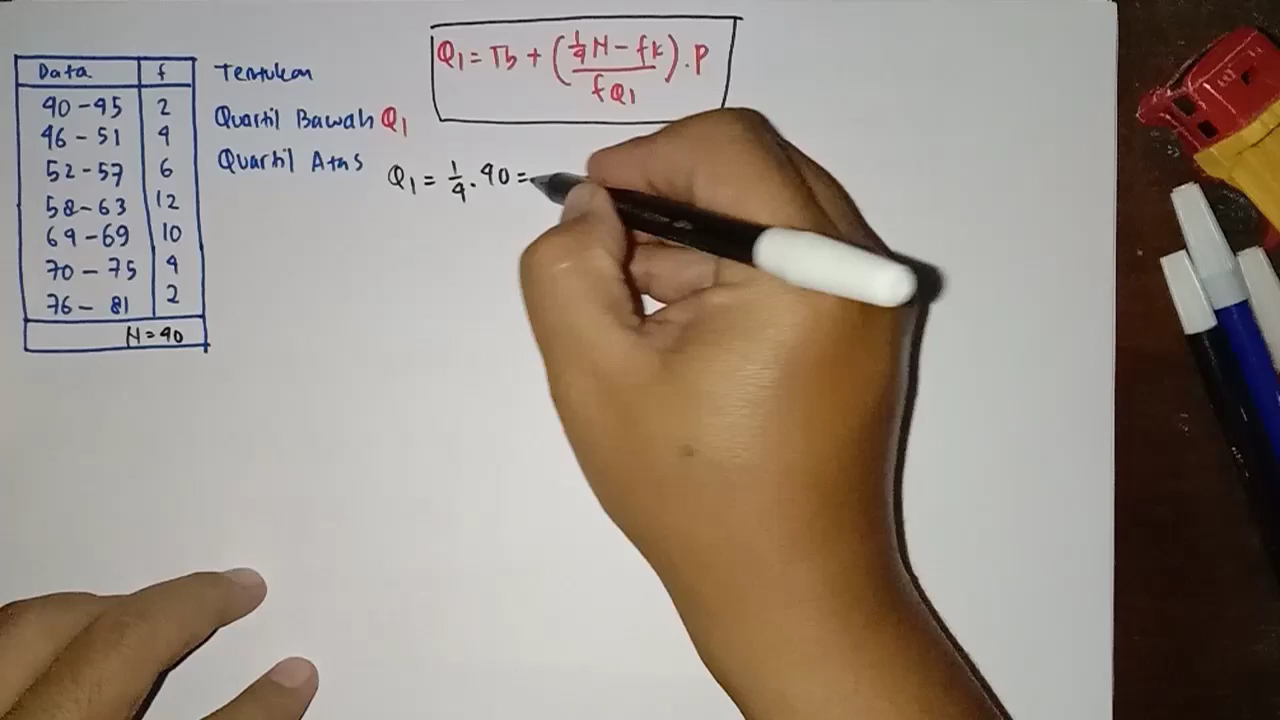 Data f
40 - 45 2
46 - 51 4
52 - 57 6
58 - 63 12
64 - 69 10
70 - 75 4
76 - 81 2
N = 40
Tentukan
Quartil Bawah Q₁
Quartil Atas
Q₁ = Tb + (¼N - fk / fQ₁) . P
Q₁ = ¼ . 40 =